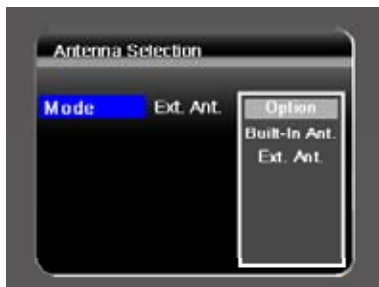 Antenna Selection
Mode Ext. Ant. Option
Built-In Ant.
Ext. Ant.